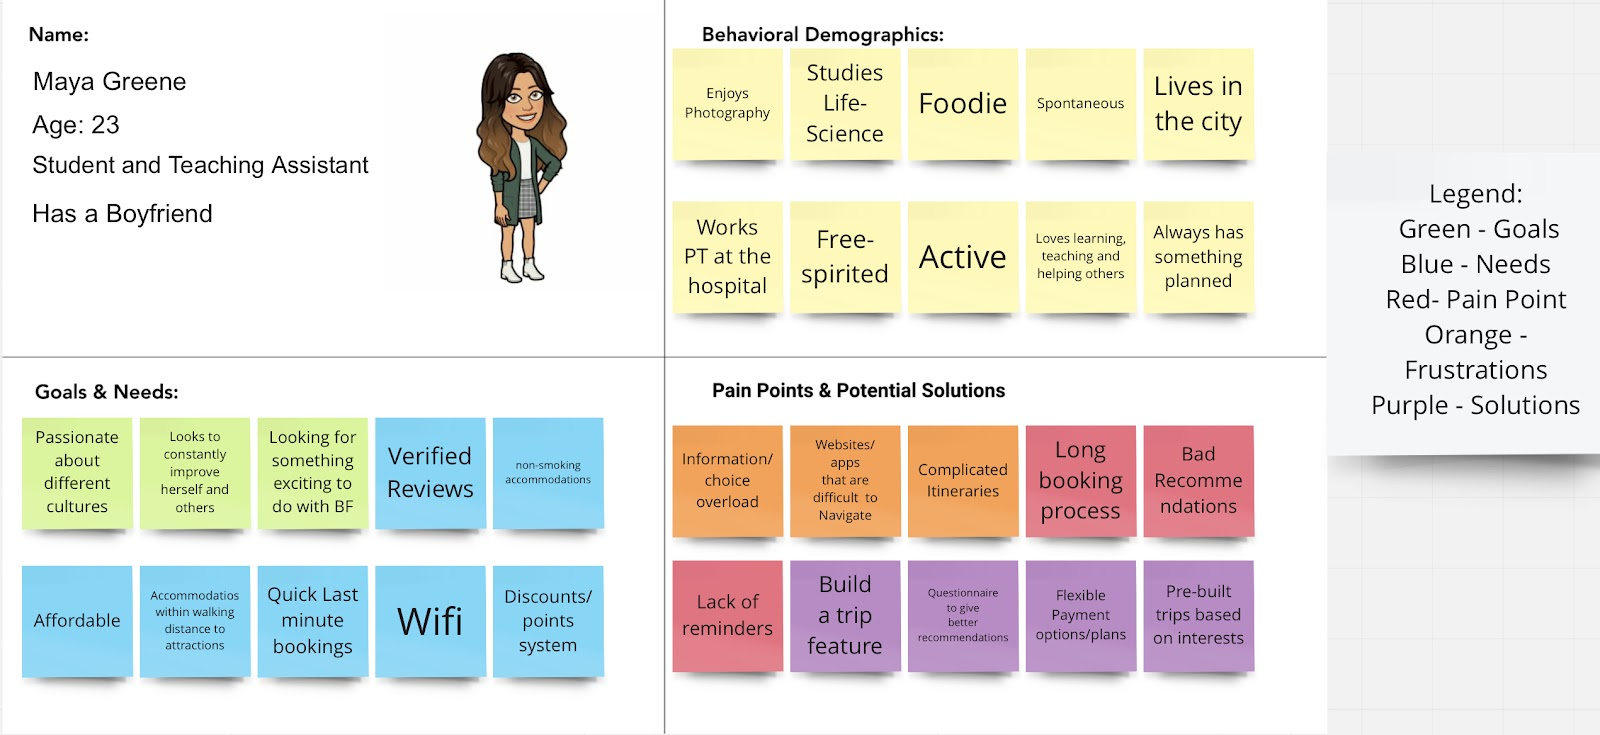 Name:
Maya Greene
Age: 23
Student and Teaching Assistant
Has a Boyfriend
Behavioral Demographics:
Enjoys
Photography
Studies
Life-
Science
Foodie
Spontaneous
Lives in
the city
Works
PT at the
hospital
Free-
spirited
Active
Loves learning,
teaching and
helping others
Always has
something
planned
Legend:
Green - Goals
Blue - Needs
Red- Pain Point
Orange -
Frustrations
Purple - Solutions
Goals & Needs:
Passionate
about
different
cultures
Looks to
constantly
improve
herself and
others
Looking for
something
exciting to
do with BF
Verified
Reviews
non-smoking
accommodations
Affordable
Accommodatios
within walking
distance to
attractions
Quick Last
minute
bookings
Wifi
Discounts/
points
system
Pain Points & Potential Solutions
Information/
choice
overload
Websites/
apps
that are
difficult to
Navigate
Complicated
Itineraries
Long
booking
process
Bad
Recomme
ndations
Lack of
reminders
Build
a trip
feature
Questionnaire
to give
better
recommendations
Flexible
Payment
options/plans
Pre-built
trips based
on interests